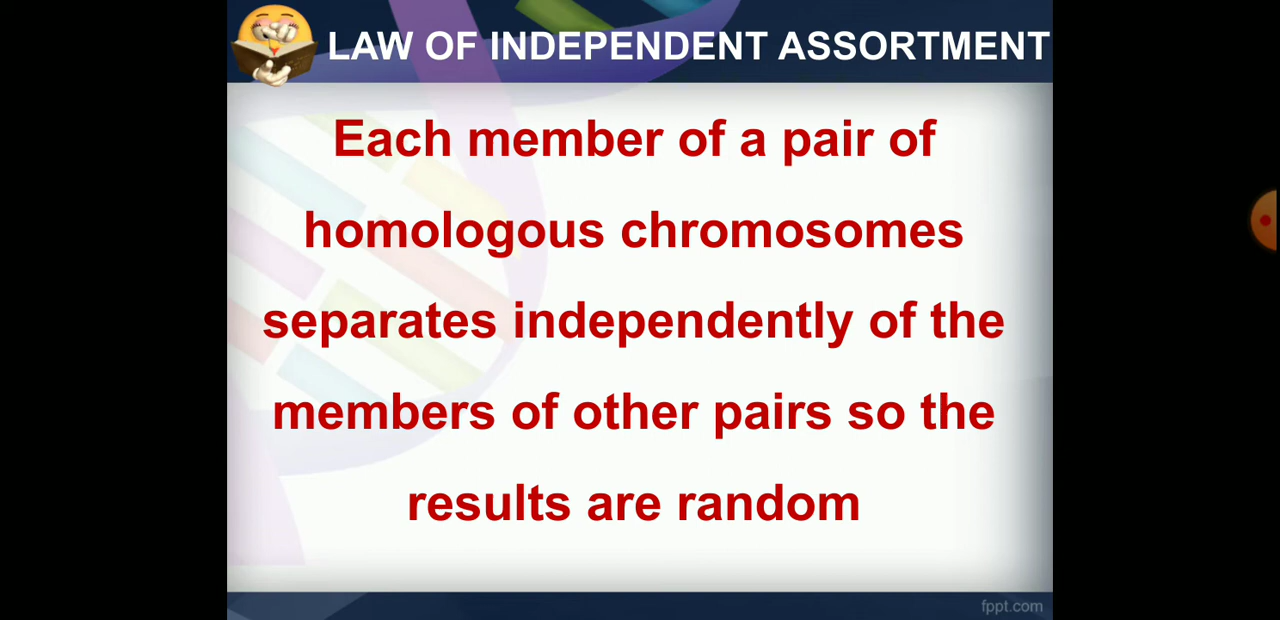 LAW OF INDEPENDENT ASSORTMENT
Each member of a pair of
homologous chromosomes
separates independently of the
members of other pairs so the
results are random
fppt.com